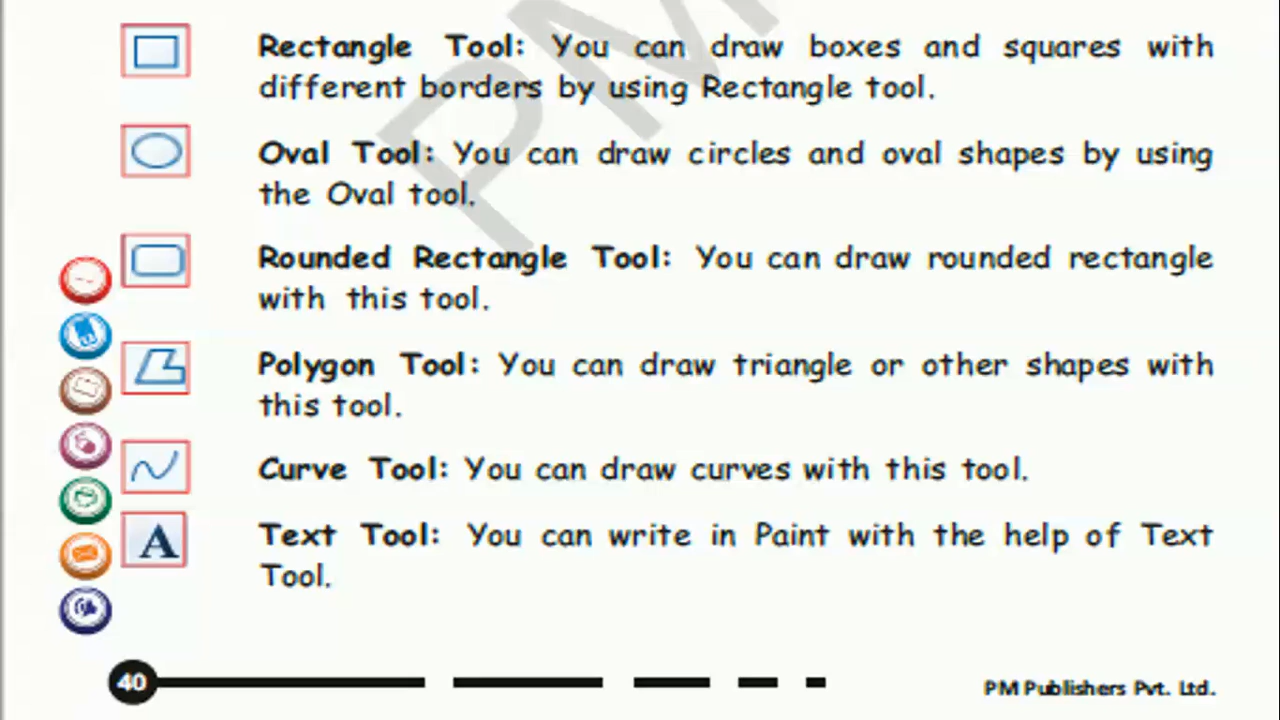 Rectangle Tool: You can draw boxes and squares with
different borders by using Rectangle tool.
Oval Tool: You can draw circles and oval shapes by using
the Oval tool.
Rounded Rectangle Tool: You can draw rounded rectangle
with this tool.
Polygon Tool: You can draw triangle or other shapes with
this tool.
Curve Tool: You can draw curves with this tool.
A
Text Tool: You can write in Paint with the help of Text
Tool.
40
PM Publishers Pvt. Ltd.
PM